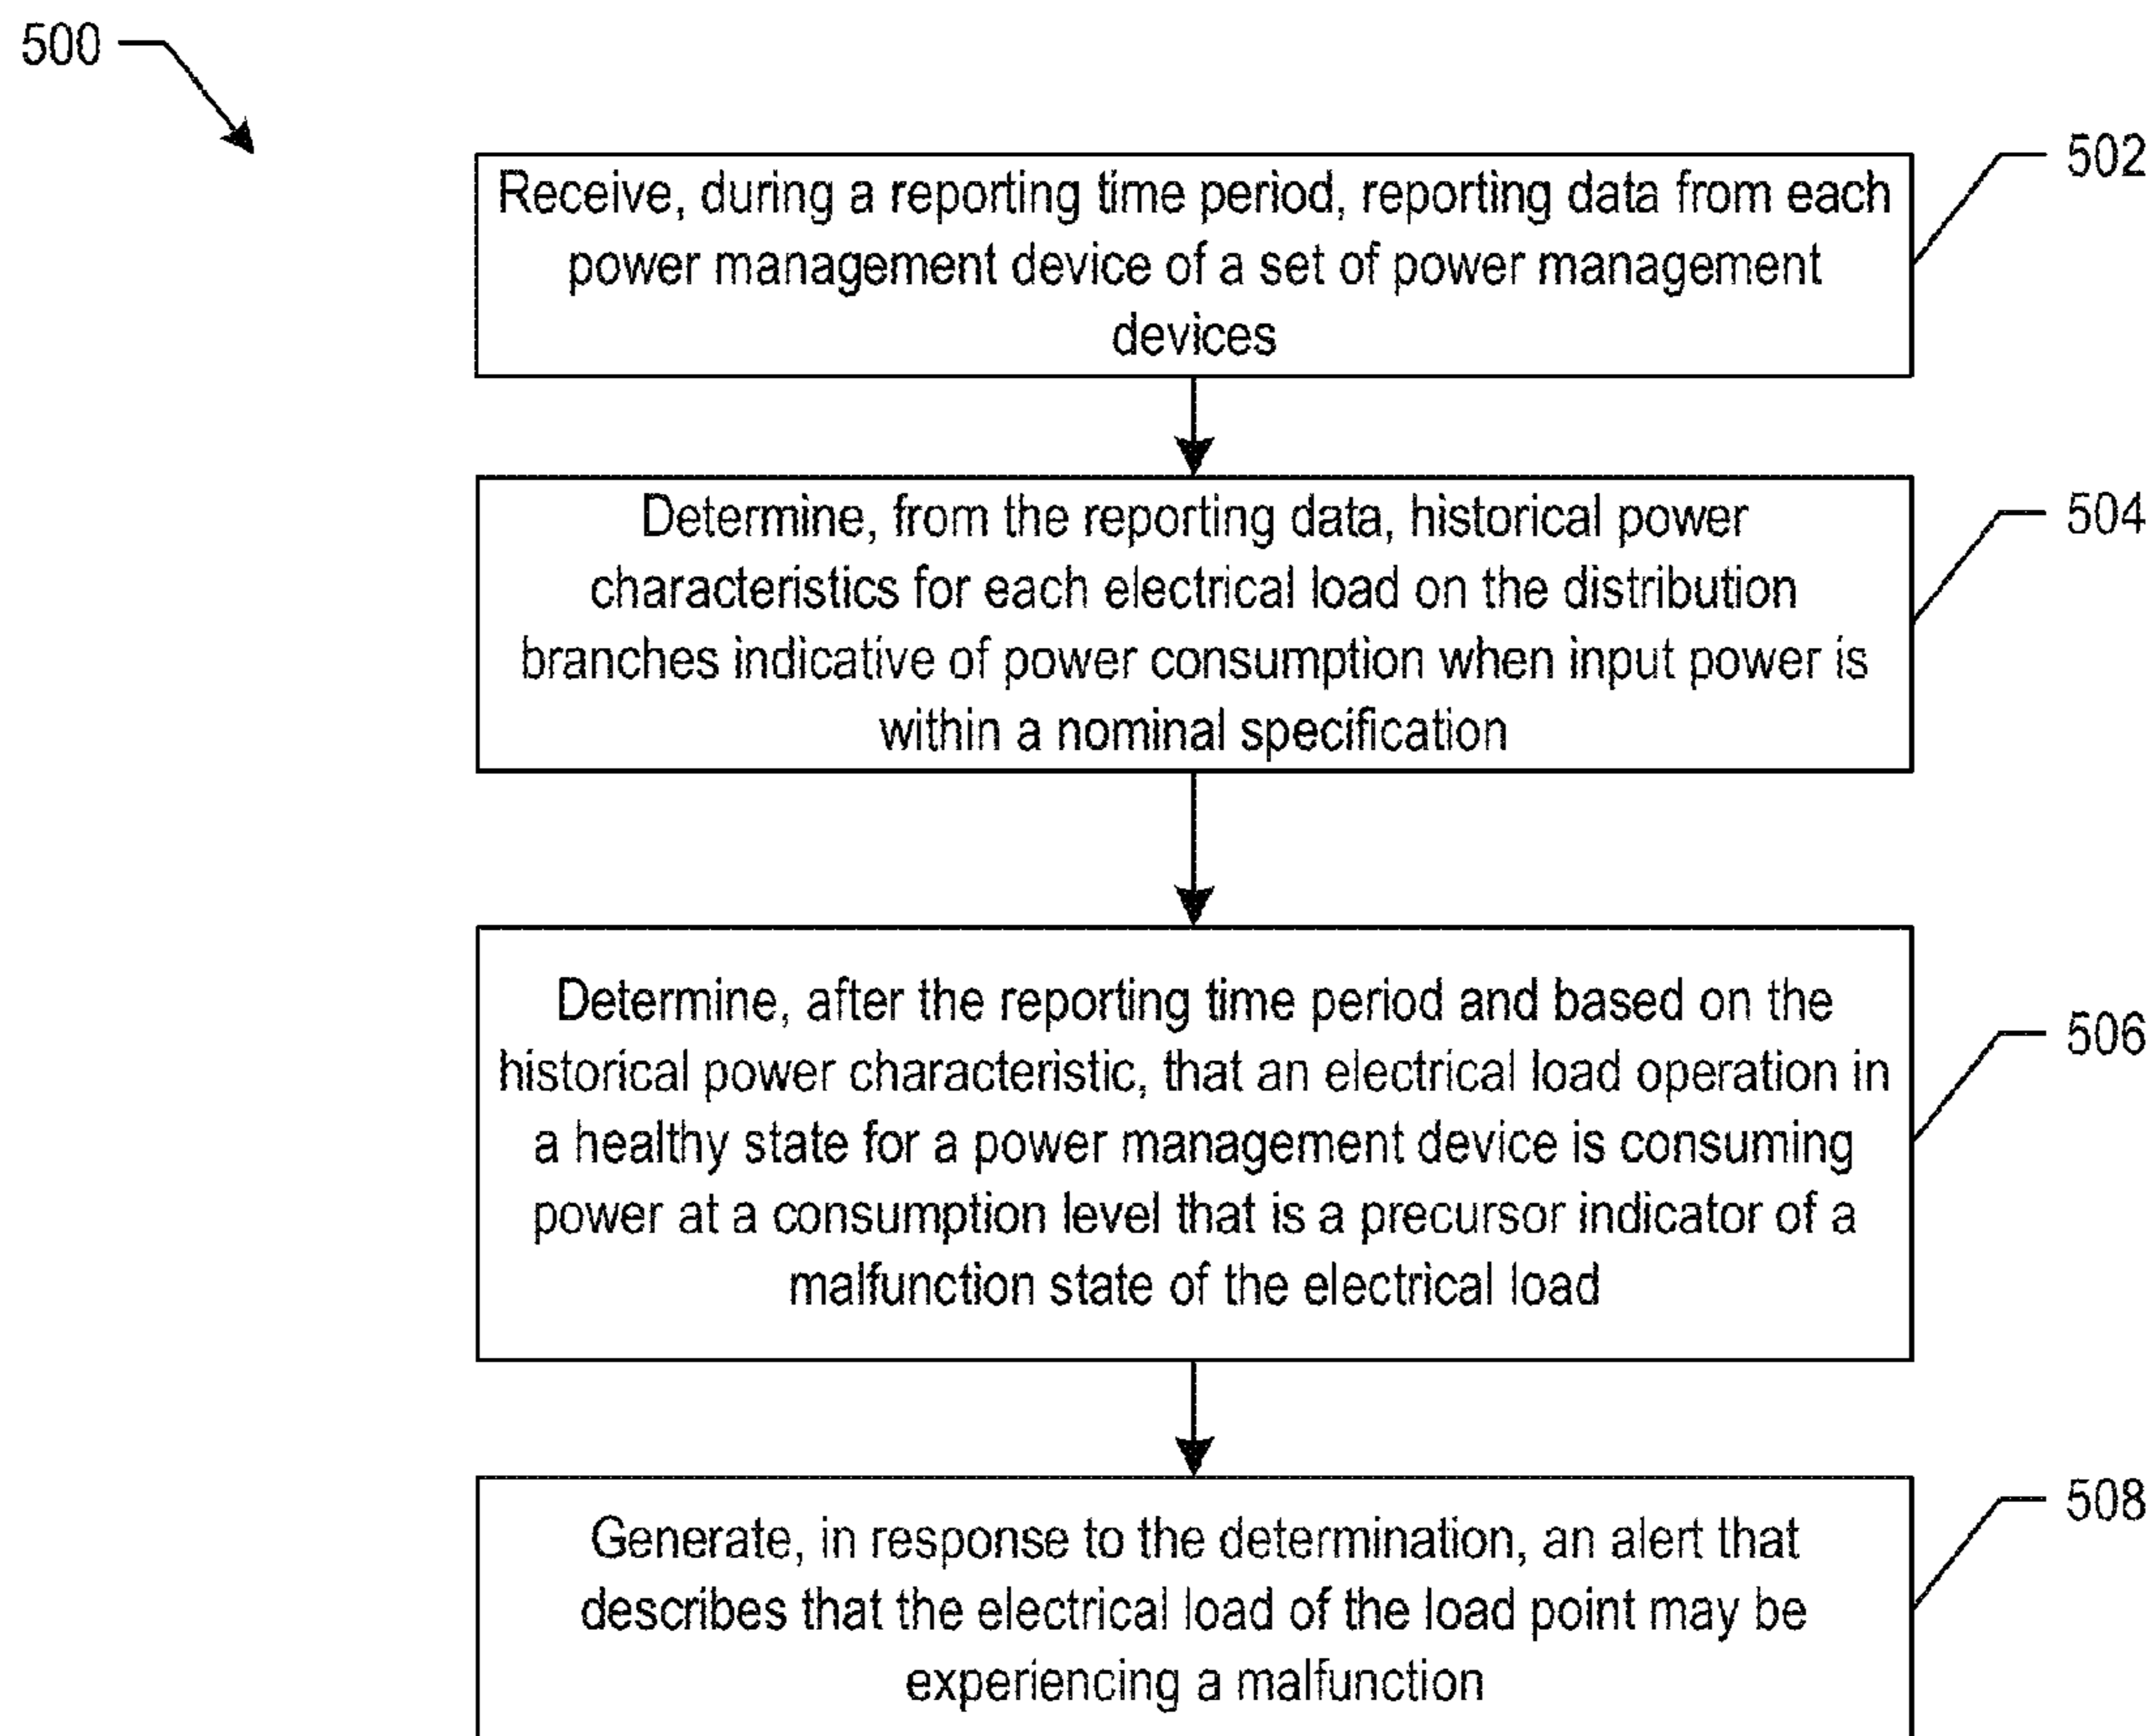 500
502
Receive, during a reporting time period, reporting data from each
power management device of a set of power management
devices
504
Determine, from the reporting data, historical power
characteristics for each electrical load on the distribution
branches indicative of power consumption when input power is
within a nominal specification
506
Determine, after the reporting time period and based on the
historical power characteristic, that an electrical load operation in
a healthy state for a power management device is consuming
power at a consumption level that is a precursor indicator of a
malfunction state of the electrical load
508
Generate, in response to the determination, an alert that
describes that the electrical load of the load point may be
experiencing a malfunction